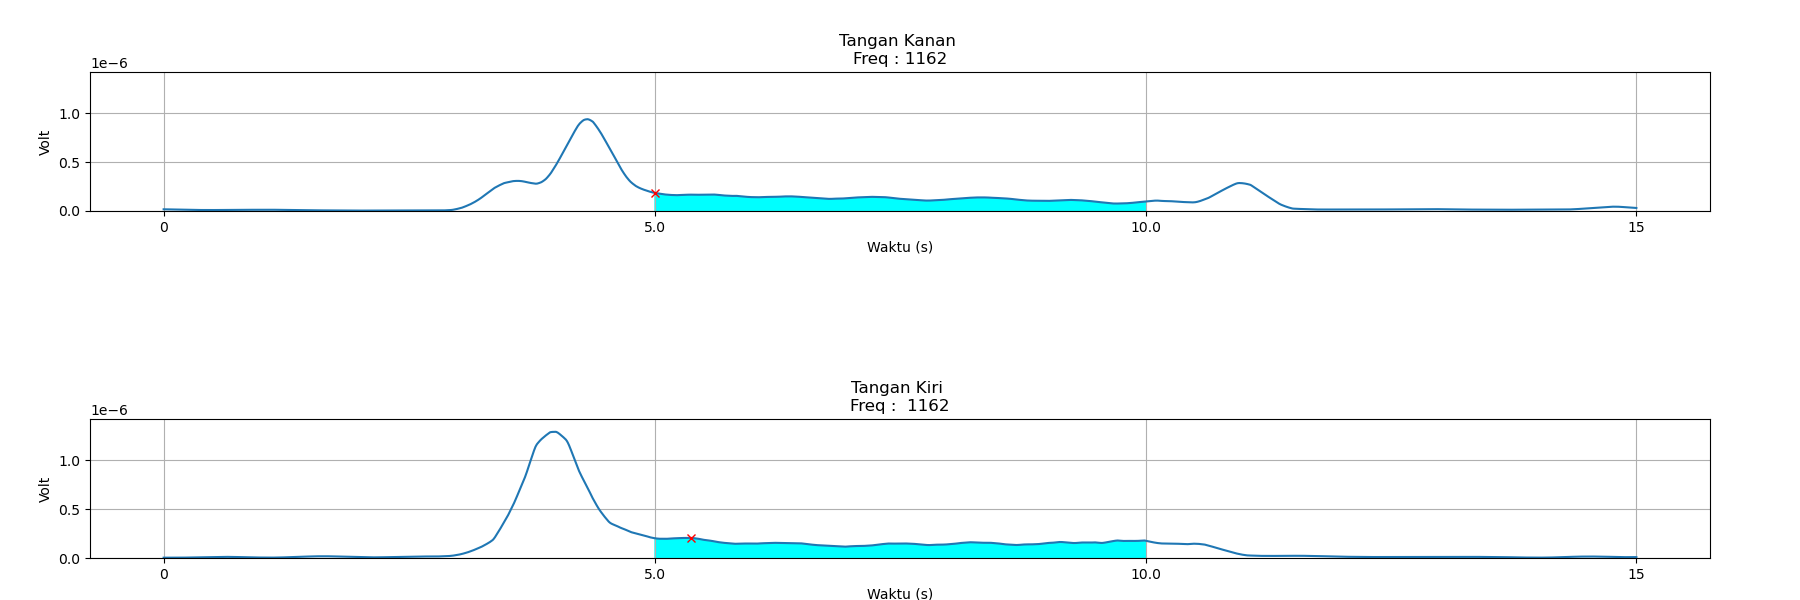 Tangan Kanan
Freq : 1162
1e−6
1.0
0.5
0.0
Volt
0
5.0
10.0
15
Waktu (s)
Tangan Kiri
Freq :  1162
1e−6
1.0
0.5
0.0
Volt
0
5.0
10.0
15
Waktu (s)